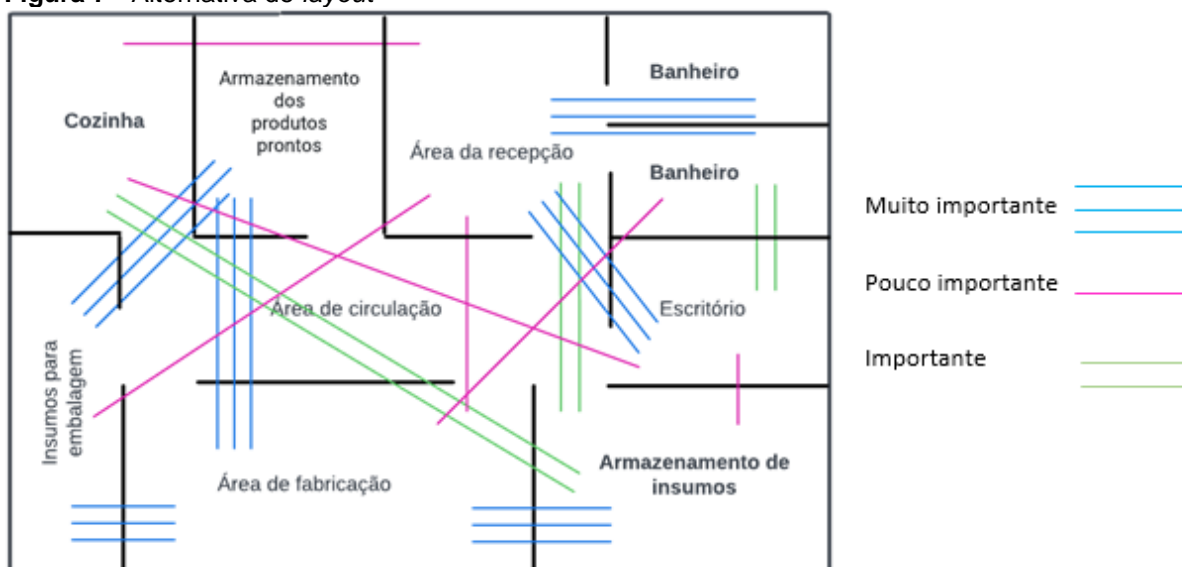 Banheiro
Armazenamento
dos
produtos
prontos
Cozinha
Área da recepção
Banheiro
Muito importante
Pouco importante
Importante
Área de circulação
Escritório
Insumos para
embalagem
Área de fabricação
Armazenamento de
insumos